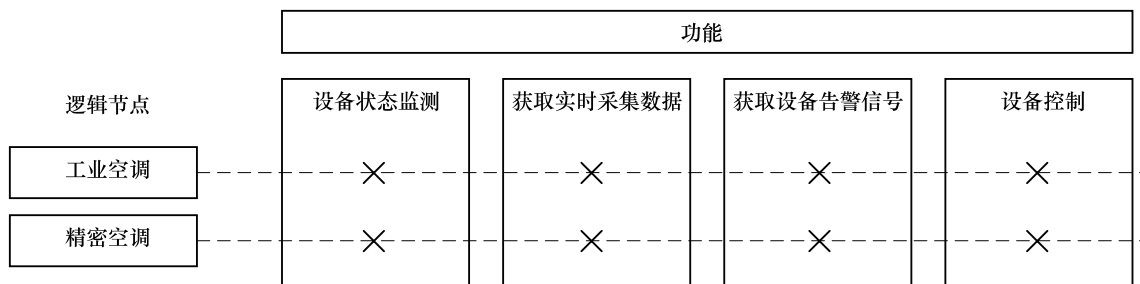 功能
逻辑节点
设备状态监测
获取实时采集数据
获取设备告警信号
设备控制
工业空调
精密空调